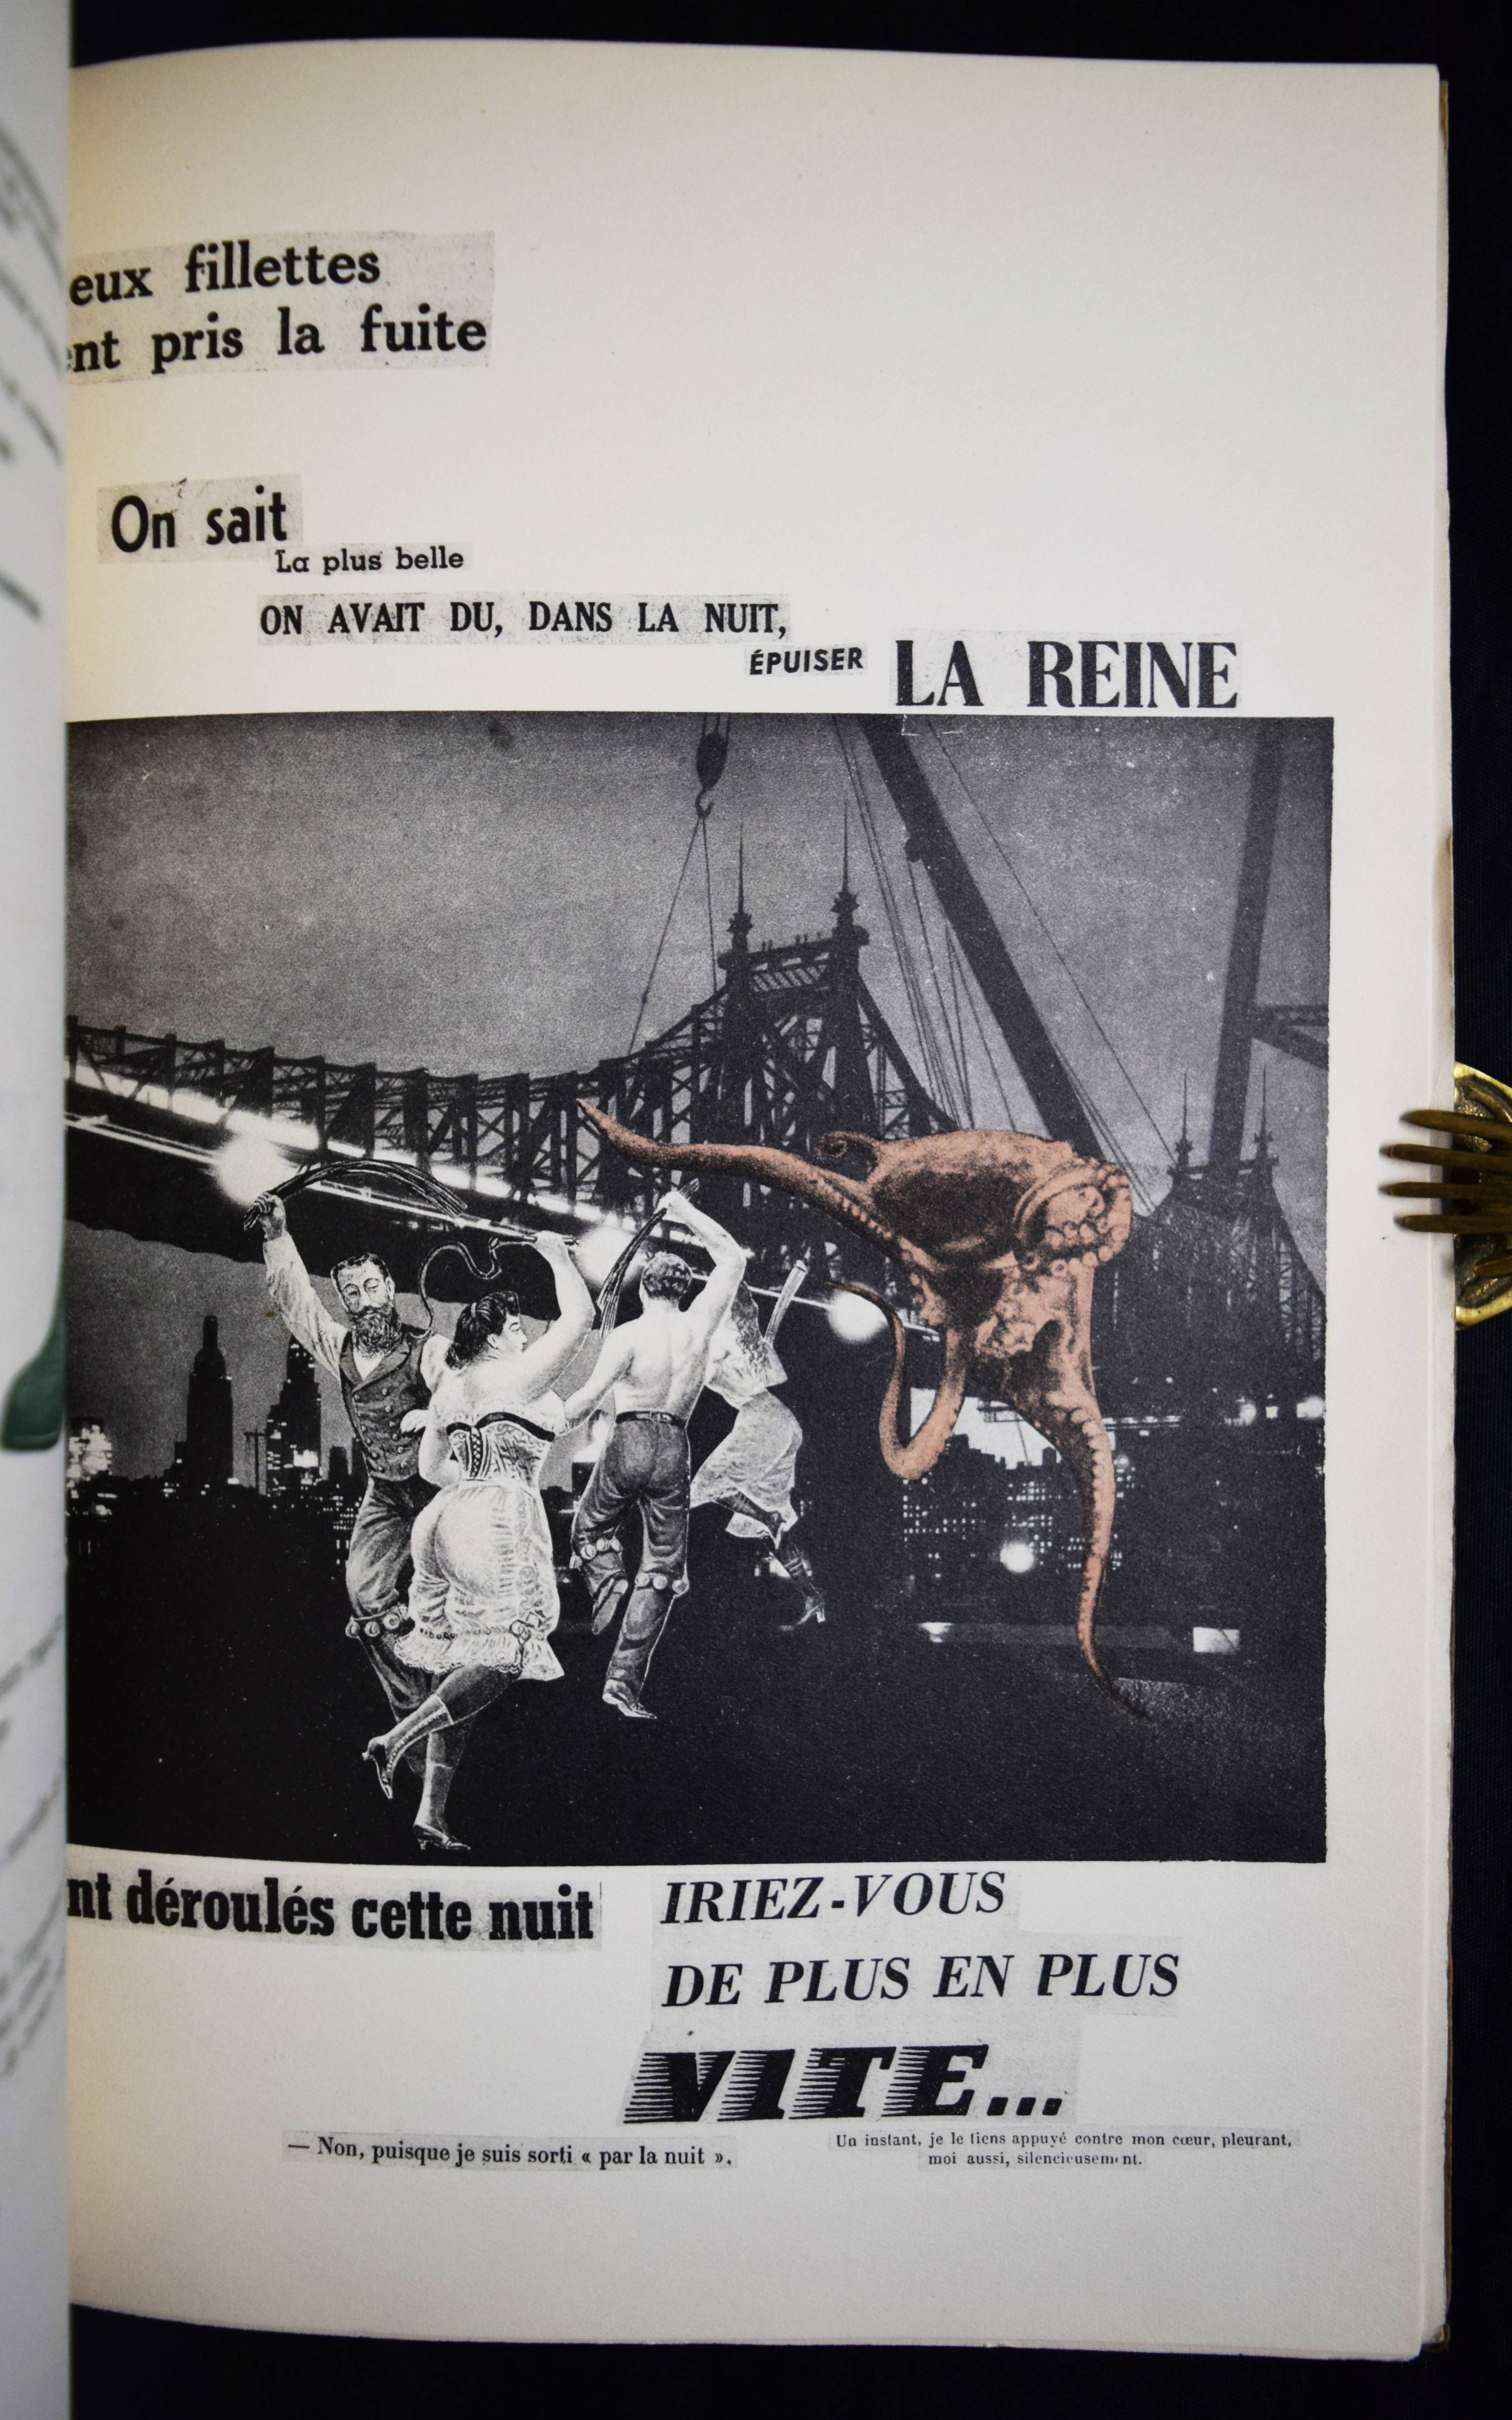 eux fillettes
ent pris la fuite
On sait
La plus belle
ON AVAIT DU, DANS LA NUIT,
ÉPUISER LA REINE
nt déroulés cette nuit
IRIEZ-VOUS
DE PLUS EN PLUS
VITE...
— Non, puisque je suis sorti « par la nuit ».
Un instant, je le tiens appuyé contre mon cœur, pleurant,
moi aussi, silencieusement.